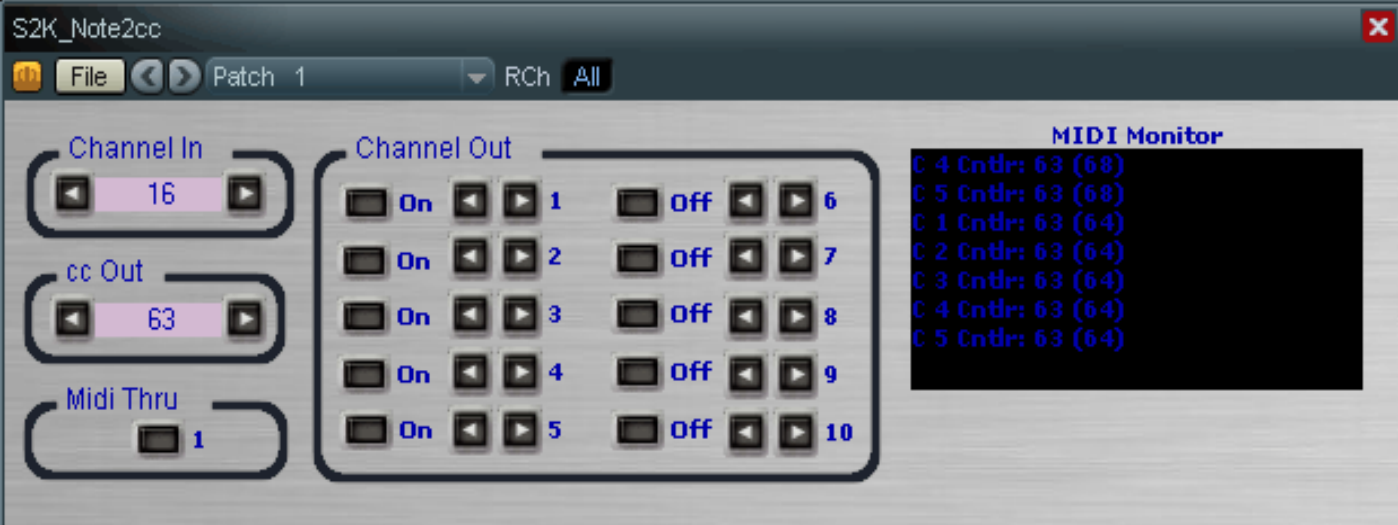 S2K_Note2cc
File Patch 1 RCh All
Channel In
16
cc Out
63
Midi Thru
1
Channel Out
On 1 Off 6
On 2 Off 7
On 3 Off 8
On 4 Off 9
On 5 Off 10
MIDI Monitor
C 4 Cntlr: 63 (68)
C 5 Cntlr: 63 (68)
C 1 Cntlr: 63 (64)
C 2 Cntlr: 63 (64)
C 3 Cntlr: 63 (64)
C 4 Cntlr: 63 (64)
C 5 Cntlr: 63 (64)